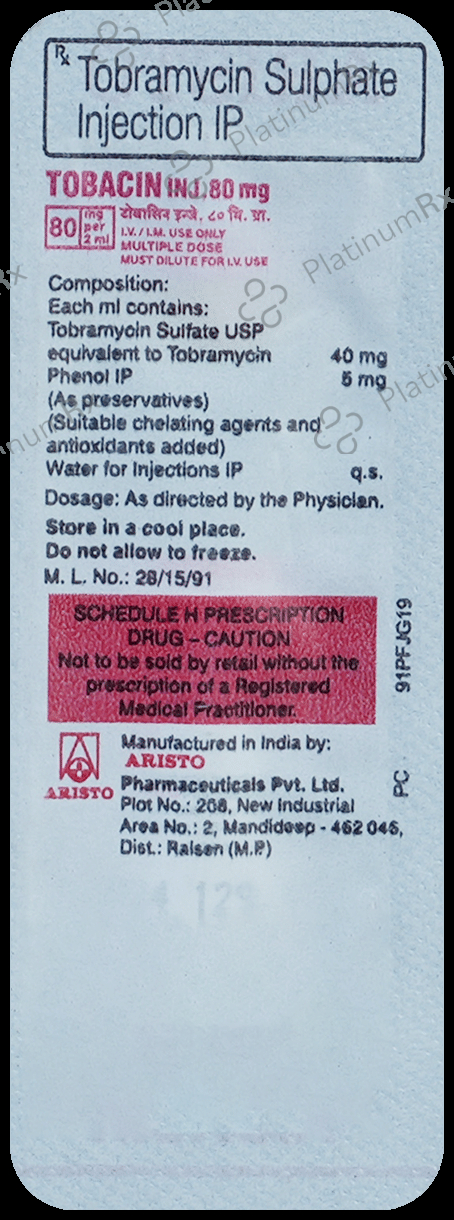 Rx Tobramycin Sulphate
Injection IP
TOBACIN INJ. 80 mg
80 mg per 2 ml
टोबासिन इन्जे. ८० मि. ग्रा.
I.V. / I.M. USE ONLY
MULTIPLE DOSE
MUST DILUTE FOR I.V. USE
Composition:
Each ml contains:
Tobramycin Sulfate USP
equivalent to Tobramycin 40 mg
Phenol IP 5 mg
(As preservatives)
(Suitable chelating agents and
antioxidants added)
Water for Injections IP q.s.
Dosage: As directed by the Physician.
Store in a cool place.
Do not allow to freeze.
M. L. No.: 28/15/91
SCHEDULE H PRESCRIPTION
DRUG – CAUTION
Not to be sold by retail without the
prescription of a Registered
Medical Practitioner.
ARISTO
Manufactured in India by:
ARISTO
Pharmaceuticals Pvt. Ltd.
Plot No.: 208, New Industrial
Area No.: 2, Mandideep - 462 046,
Dist.: Raisen (M.P.)
PC 91PFJG19
PlatinumRx